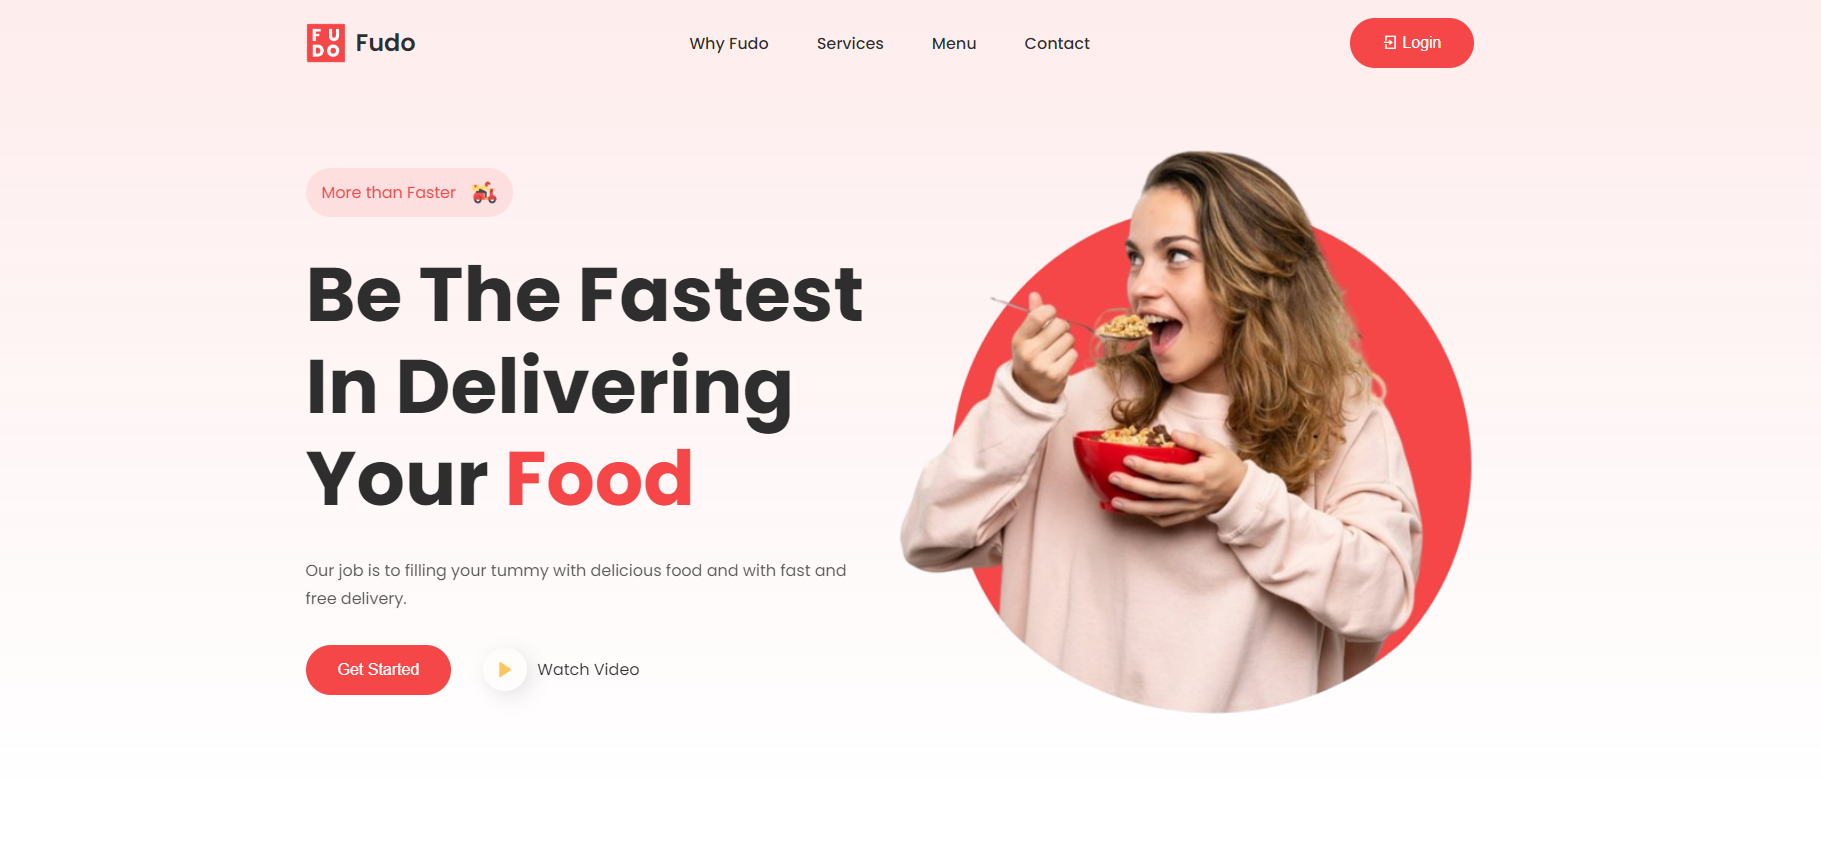 FU
DO
Fudo
Why Fudo
Services
Menu
Contact
Login
More than Faster
Be The Fastest
In Delivering
Your Food
Our job is to filling your tummy with delicious food and with fast and
free delivery.
Get Started
Watch Video